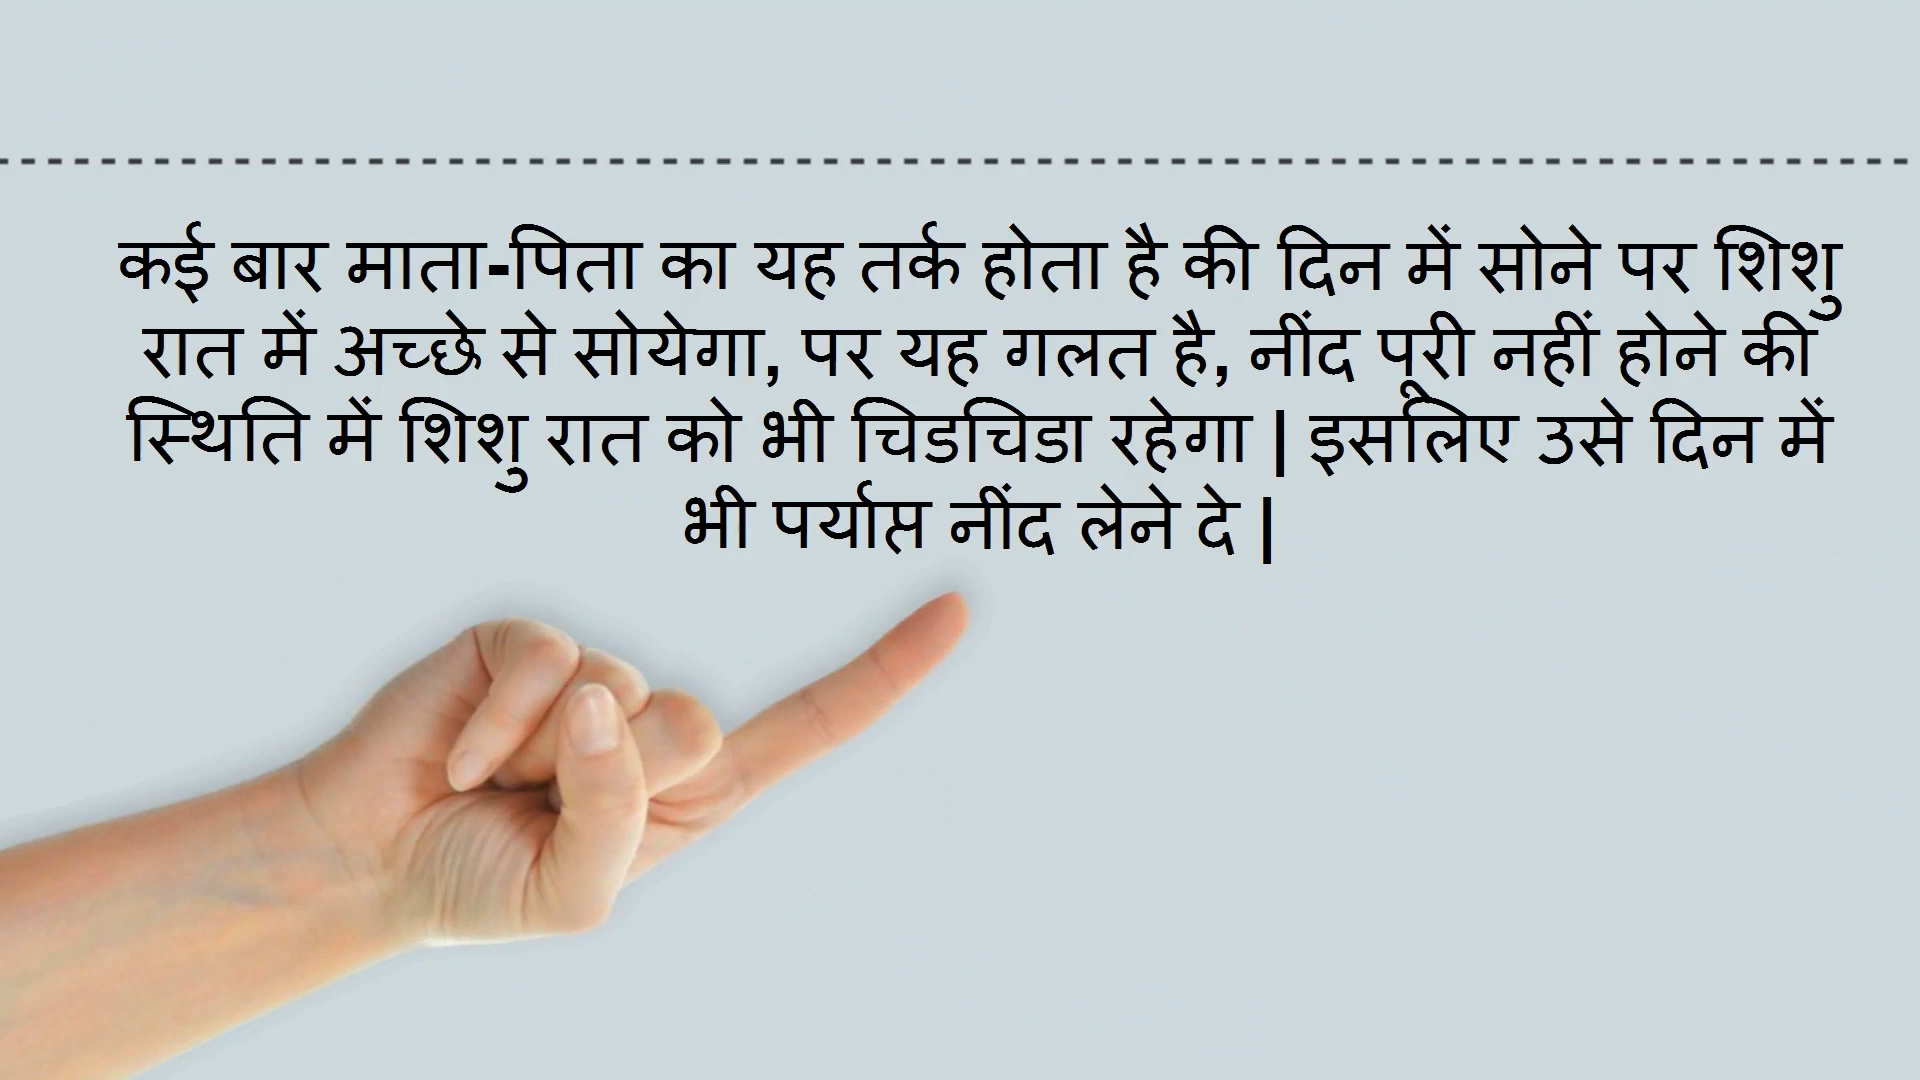 कई बार माता-पिता का यह तर्क होता है की दिन में सोने पर शिशु
रात में अच्छे से सोयेगा, पर यह गलत है, नींद पूरी नहीं होने की
स्थिति में शिशु रात को भी चिडचिडा रहेगा | इसलिए उसे दिन में
भी पर्याप्त नींद लेने दे |